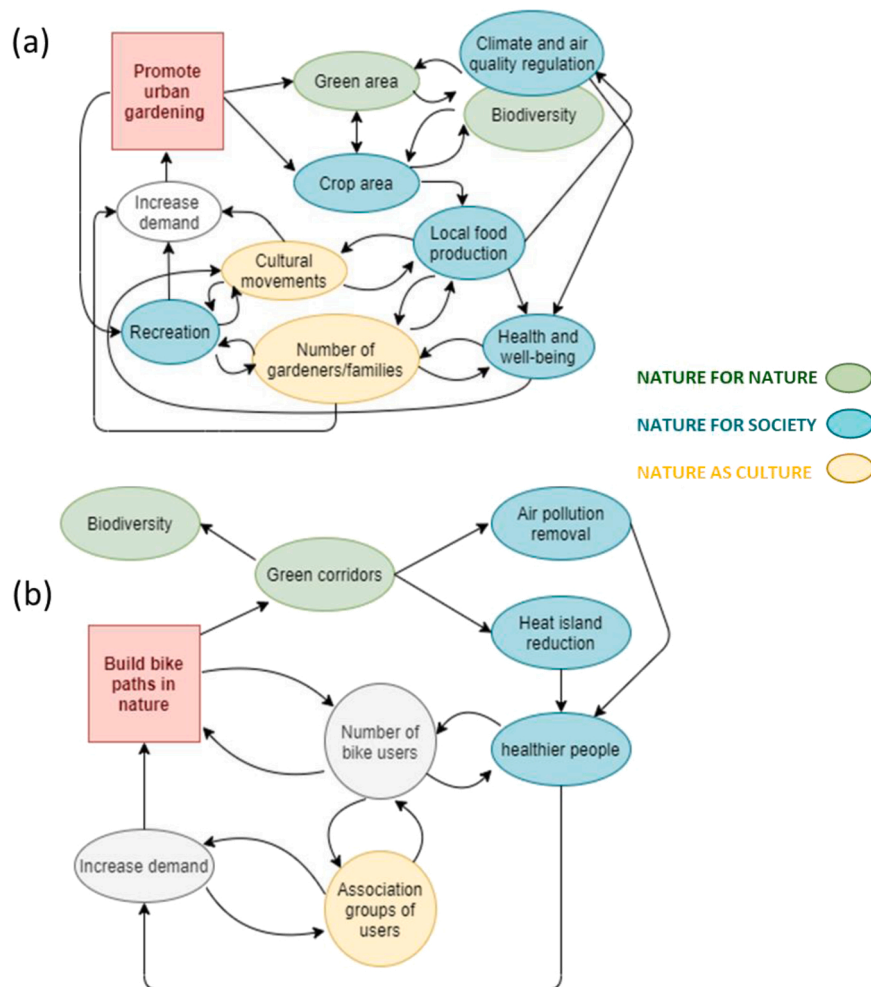 (a)
Promote
urban
gardening
Green area
Climate and air
quality regulation
Biodiversity
Crop area
Increase
demand
Local food
production
Cultural
movements
Recreation
Number of
gardeners/families
Health and
well-being
NATURE FOR NATURE
NATURE FOR SOCIETY
NATURE AS CULTURE
(b)
Biodiversity
Green corridors
Air pollution
removal
Heat island
reduction
Build bike
paths in
nature
Number of
bike users
healthier people
Increase demand
Association
groups of
users